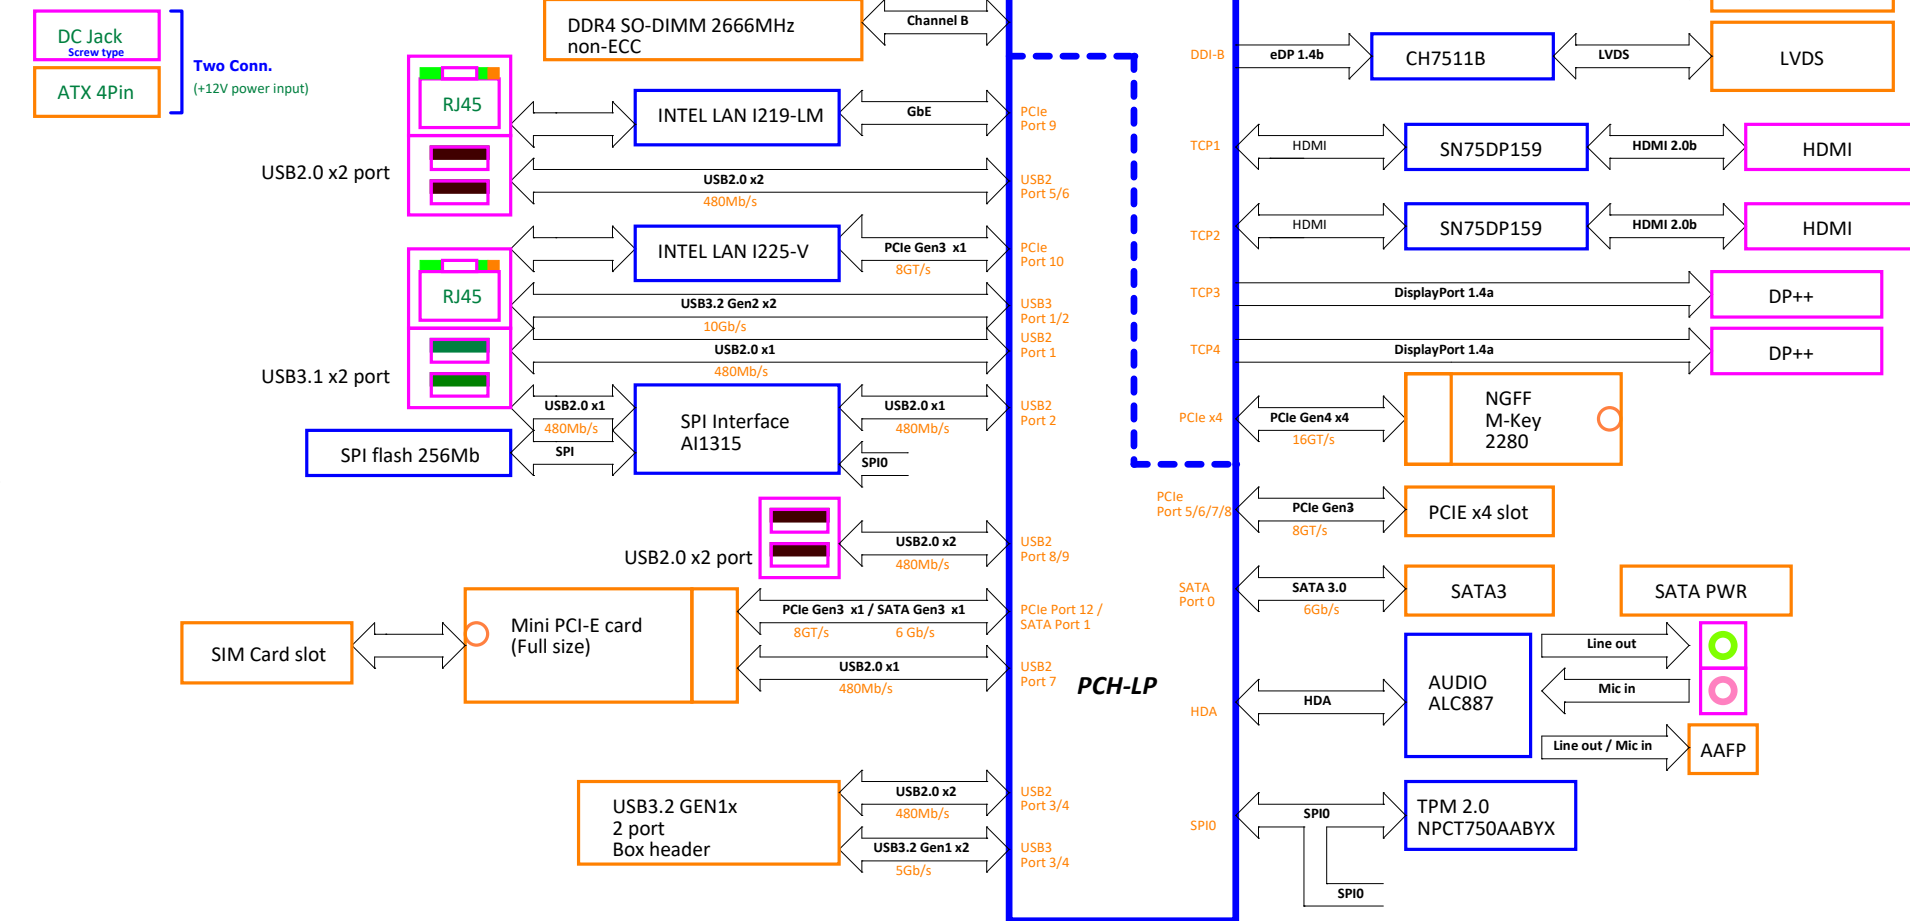 DC Jack
Screw type
ATX 4Pin
Two Conn.
(+12V power input)
DDR4 SO-DIMM 2666MHz
non-ECC
Channel B
RJ45
USB2.0 x2 port
INTEL LAN I219-LM
GbE
PCIe
Port 9
USB2.0 x2
480Mb/s
USB2
Port 5/6
INTEL LAN I225-V
PCIe Gen3 x1
8GT/s
PCIe
Port 10
RJ45
USB3.1 x2 port
USB3.2 Gen2 x2
10Gb/s
USB3
Port 1/2
USB2.0 x1
480Mb/s
USB2
Port 1
USB2.0 x1
480Mb/s
SPI Interface
AI1315
USB2.0 x1
480Mb/s
USB2
Port 2
SPI flash 256Mb
SPI
SPI0
USB2.0 x2 port
USB2.0 x2
480Mb/s
USB2
Port 8/9
SIM Card slot
Mini PCI-E card
(Full size)
PCIe Gen3 x1 / SATA Gen3 x1
8GT/s
6 Gb/s
PCIe Port 12 /
SATA Port 1
USB2.0 x1
480Mb/s
USB2
Port 7
PCH-LP
USB3.2 GEN1x
2 port
Box header
USB2.0 x2
480Mb/s
USB2
Port 3/4
USB3.2 Gen1 x2
5Gb/s
USB3
Port 3/4
DDI-B
eDP 1.4b
CH7511B
LVDS
LVDS
TCP1
HDMI
SN75DP159
HDMI 2.0b
HDMI
TCP2
HDMI
SN75DP159
HDMI 2.0b
HDMI
TCP3
DisplayPort 1.4a
DP++
TCP4
DisplayPort 1.4a
DP++
PCIe x4
PCIe Gen4 x4
16GT/s
NGFF
M-Key
2280
PCIe
Port 5/6/7/8
PCIe Gen3
8GT/s
PCIE x4 slot
SATA
Port 0
SATA 3.0
6Gb/s
SATA3
SATA PWR
HDA
HDA
AUDIO
ALC887
Line out
Mic in
Line out / Mic in
AAFP
SPI0
SPI0
TPM 2.0
NPCT750AABYX
SPI0